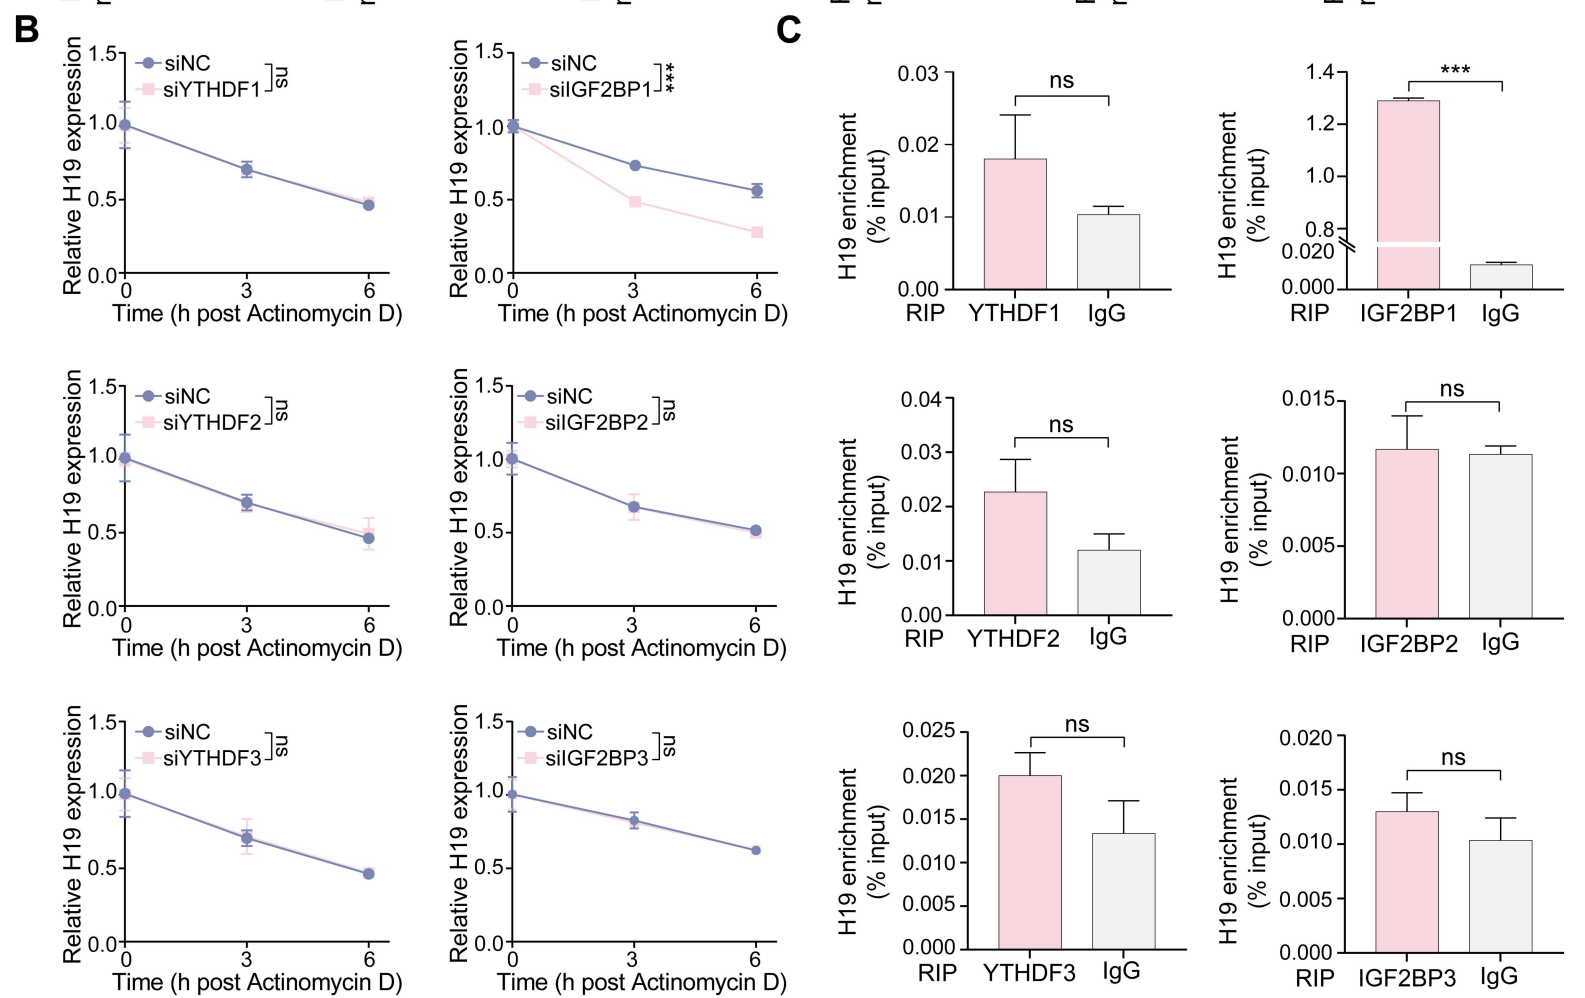 B
Relative H19 expression
1.5
1.0
0.5
0.0
siNC
siYTHDF1
ns
0
3
6
Time (h post Actinomycin D)
Relative H19 expression
1.5
1.0
0.5
0.0
siNC
siIGF2BP1
***
0
3
6
Time (h post Actinomycin D)
Relative H19 expression
1.5
1.0
0.5
0.0
siNC
siYTHDF2
ns
0
3
6
Time (h post Actinomycin D)
Relative H19 expression
1.5
1.0
0.5
0.0
siNC
siIGF2BP2
ns
0
3
6
Time (h post Actinomycin D)
Relative H19 expression
1.5
1.0
0.5
0.0
siNC
siYTHDF3
ns
0
3
6
Time (h post Actinomycin D)
Relative H19 expression
1.5
1.0
0.5
0.0
siNC
siIGF2BP3
ns
0
3
6
Time (h post Actinomycin D)
C
H19 enrichment
(% input)
0.03
0.02
0.01
0.00
ns
RIP YTHDF1 IgG
H19 enrichment
(% input)
1.4
1.2
1.0
0.8
0.020
0.000
***
RIP IGF2BP1 IgG
H19 enrichment
(% input)
0.04
0.03
0.02
0.01
0.00
ns
RIP YTHDF2 IgG
H19 enrichment
(% input)
0.015
0.010
0.005
0.000
ns
RIP IGF2BP2 IgG
H19 enrichment
(% input)
0.025
0.020
0.015
0.010
0.005
0.000
ns
RIP YTHDF3 IgG
H19 enrichment
(% input)
0.020
0.015
0.010
0.005
0.000
ns
RIP IGF2BP3 IgG